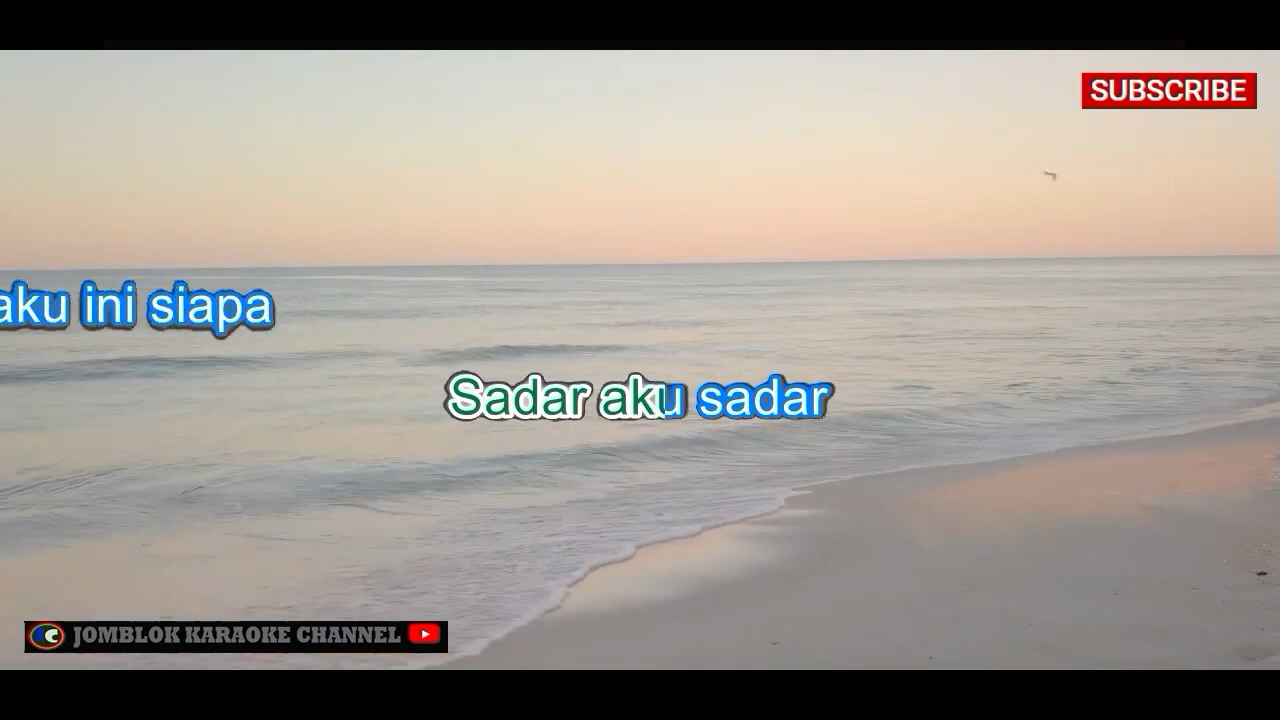 SUBSCRIBE
aku ini siapa
Sadar aku sadar
JOMBLOK KARAOKE CHANNEL